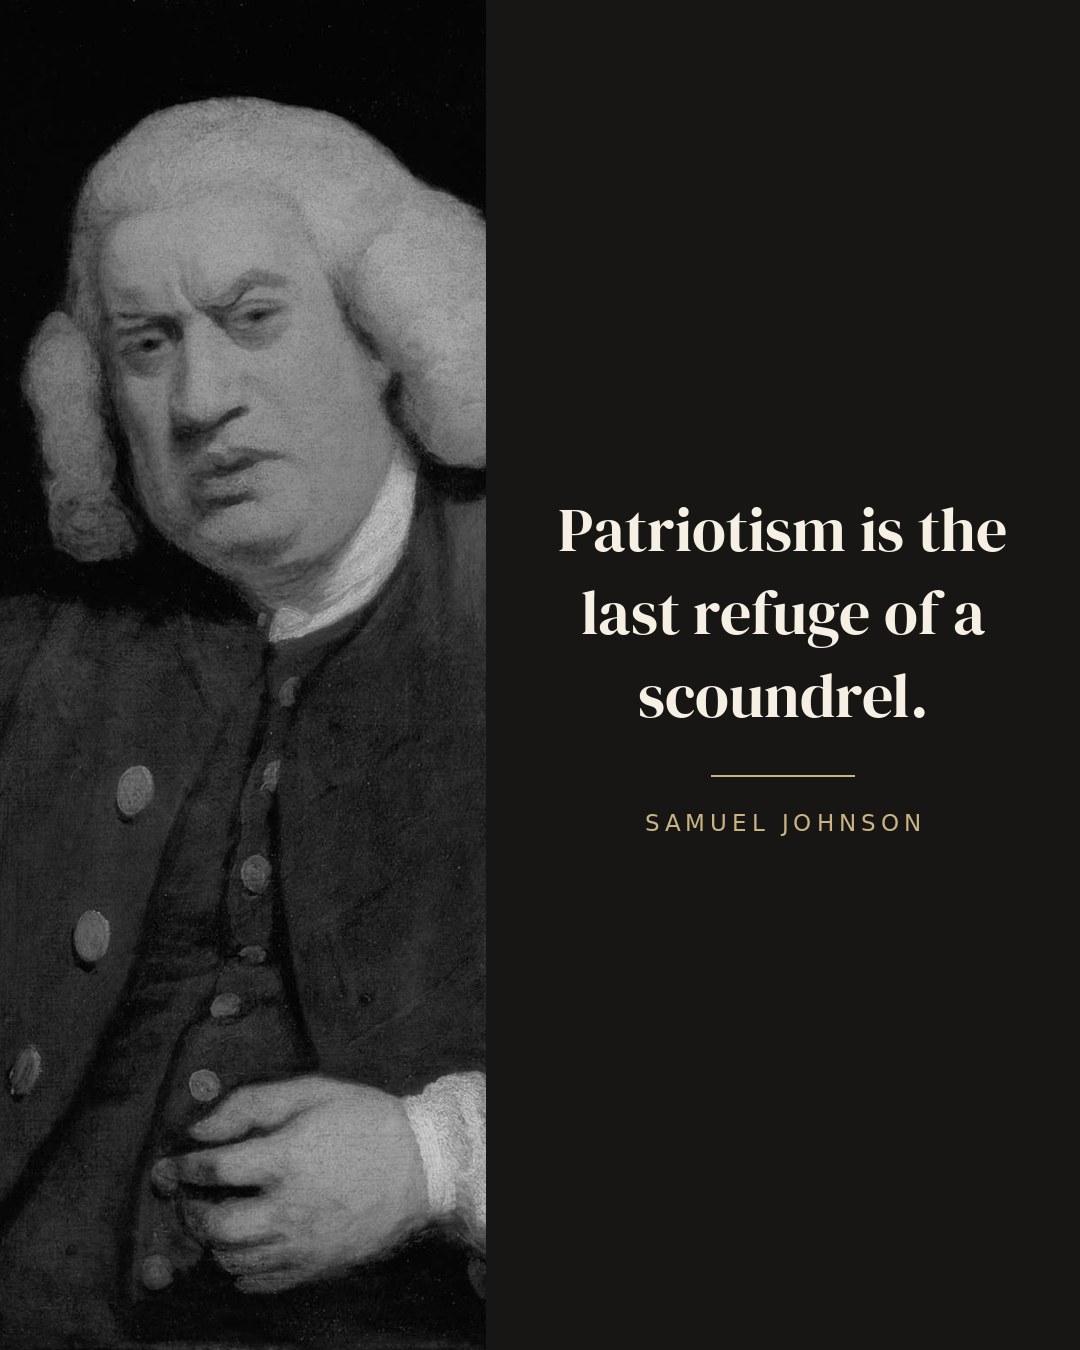 Patriotism is the
last refuge of a
scoundrel.
SAMUEL JOHNSON